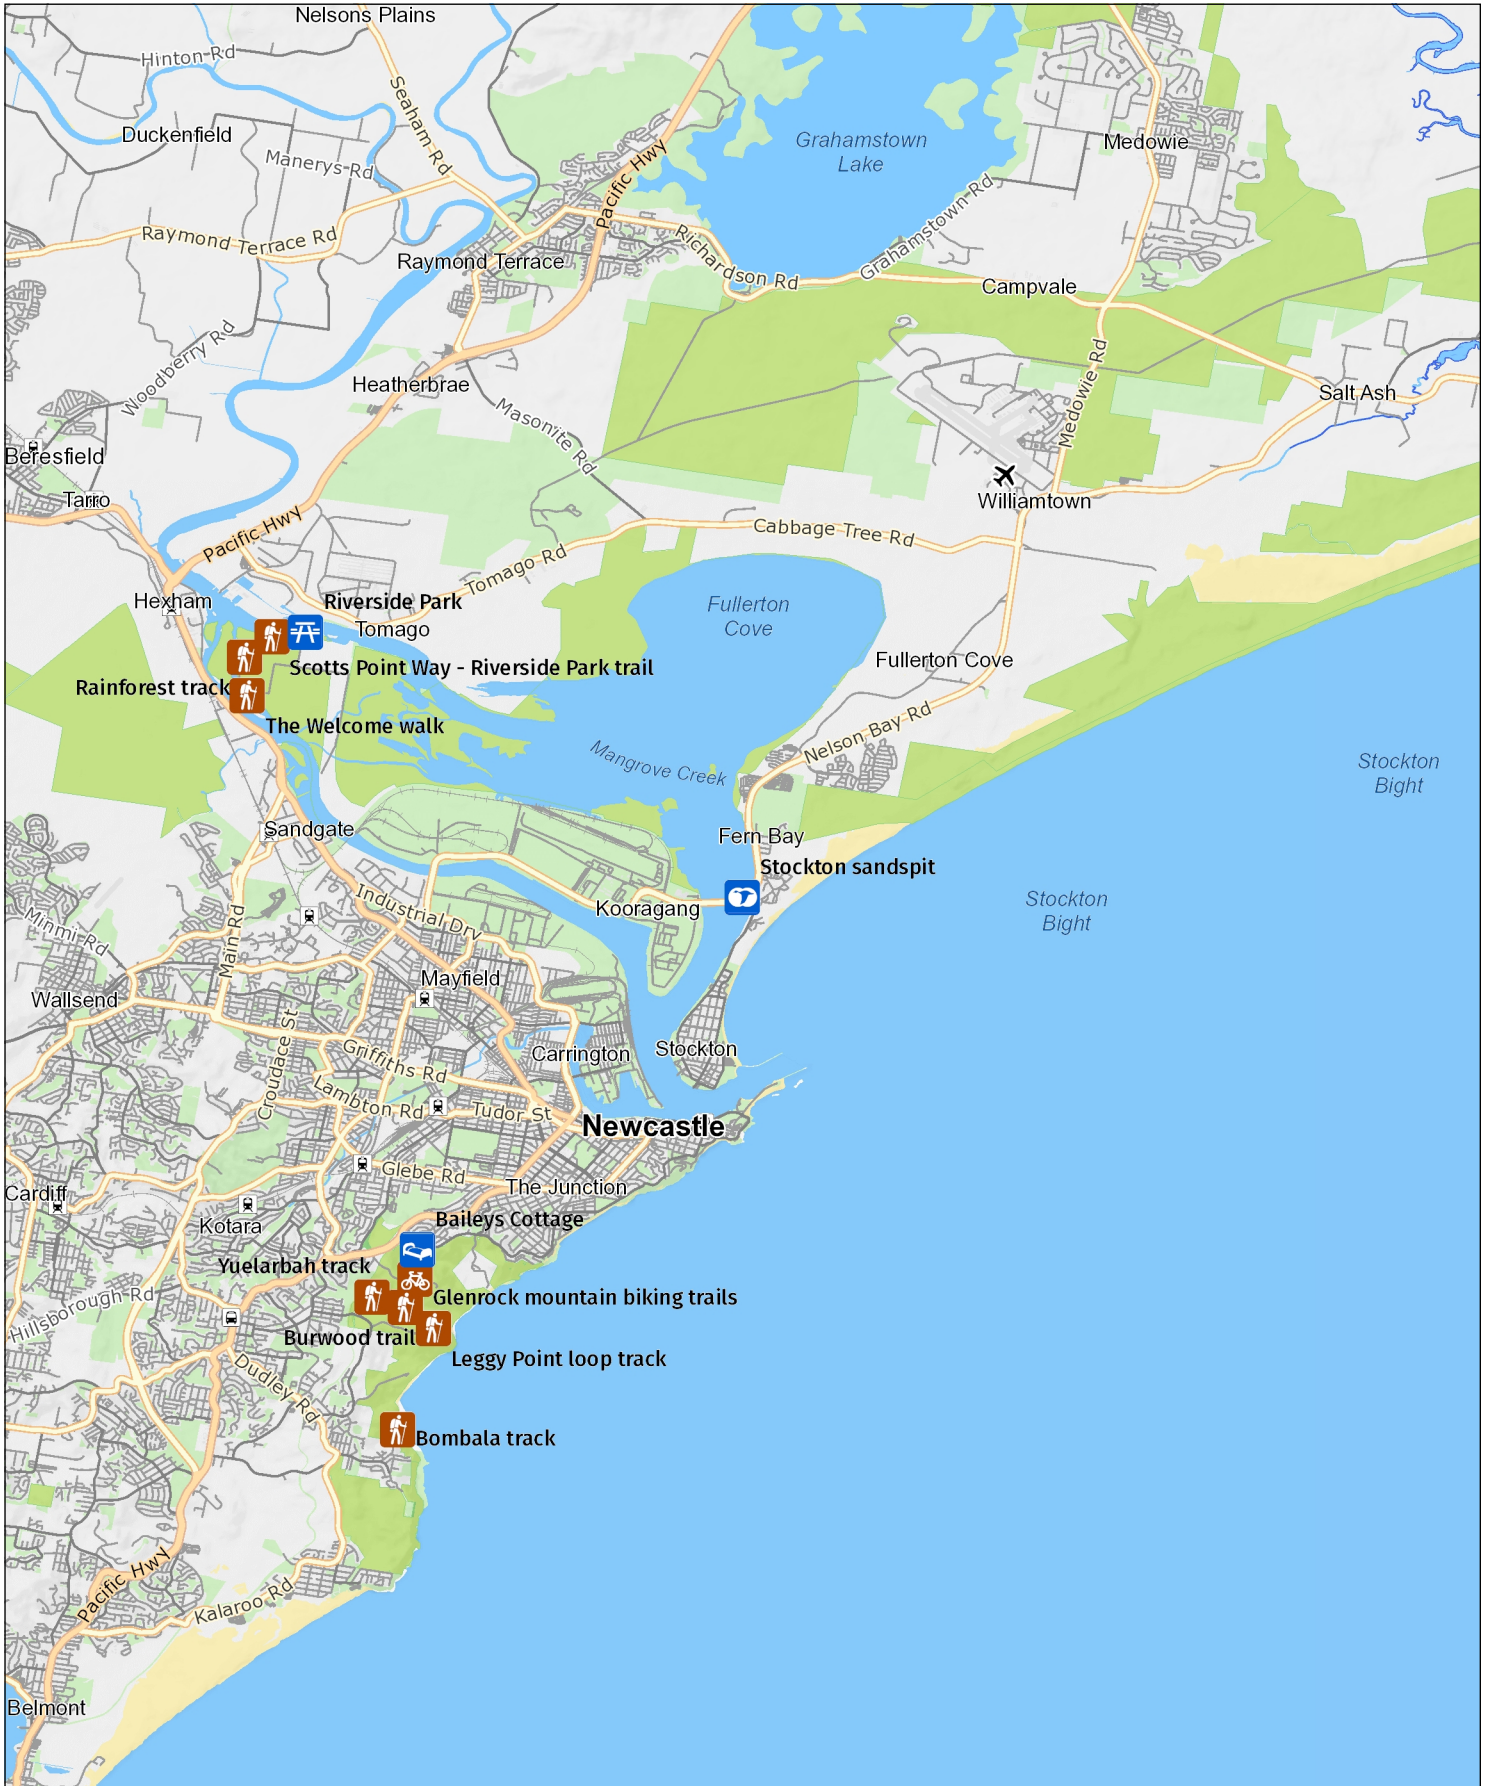 Nelsons Plains
Hinton Rd
Seaham Rd
Duckenfield
Manerys Rd
Pacific Hwy
Grahamstown
Lake
Medowie
Raymond Terrace Rd
Raymond Terrace
Richardson Rd
Grahamstown Rd
Campvale
Woodberry Rd
Heatherbrae
Masonite Rd
Medowie Rd
Salt Ash
Beresfield
Tarro
Pacific Hwy
Williamtown
Cabbage Tree Rd
Tomago Rd
Hexham
Riverside Park
Tomago
Fullerton
Cove
Scotts Point Way - Riverside Park trail
Fullerton Cove
Rainforest track
The Welcome walk
Nelson Bay Rd
Mangrove Creek
Stockton
Bight
Sandgate
Fern Bay
Stockton sandspit
Industrial Drv
Kooragang
Stockton
Bight
Minmi Rd
Main Rd
Mayfield
Wallsend
Croudace St
Griffiths Rd
Carrington
Stockton
Lambton Rd
Tudor St
Newcastle
Glebe Rd
The Junction
Cardiff
Kotara
Baileys Cottage
Yuelarbah track
Glenrock mountain biking trails
Hillsborough Rd
Burwood trail
Leggy Point loop track
Dudley Rd
Bombala track
Pacific Hwy
Kalaroo Rd
Belmont